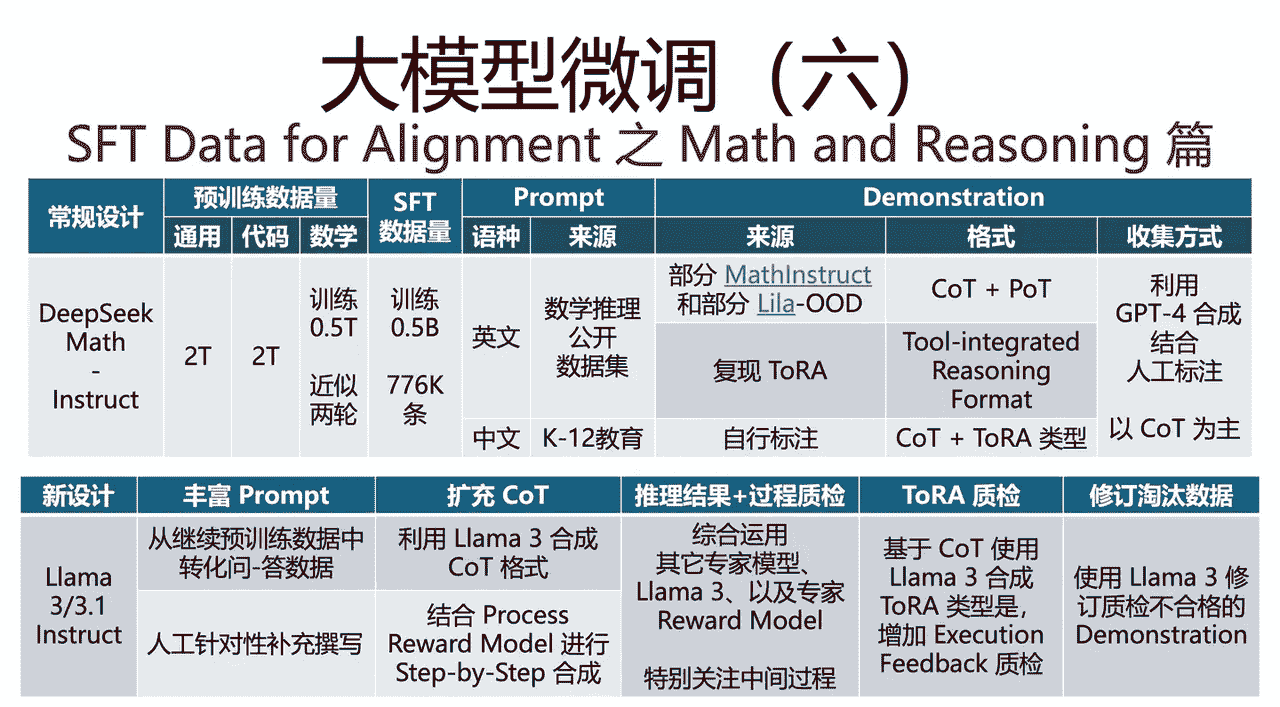 大模型微调（六）
SFT Data for Alignment 之 Math and Reasoning 篇
常规设计
预训练数据量
SFT
数据量
Prompt
Demonstration
通用
代码
数学
语种
来源
来源
格式
收集方式
DeepSeek
Math
-
Instruct
2T
2T
训练
0.5T
近似
两轮
训练
0.5B
776K
条
英文
数学推理
公开
数据集
部分 MathInstruct
和部分 Lila-OOD
CoT + PoT
利用
GPT-4 合成
结合
人工标注
以 CoT 为主
复现 ToRA
Tool-integrated
Reasoning
Format
中文
K-12教育
自行标注
CoT + ToRA 类型
新设计
丰富 Prompt
扩充 CoT
推理结果+过程质检
ToRA 质检
修订淘汰数据
Llama
3/3.1
Instruct
从继续预训练数据中
转化问-答数据
人工针对性补充撰写
利用 Llama 3 合成
CoT 格式
结合 Process
Reward Model 进行
Step-by-Step 合成
综合运用
其它专家模型、
Llama 3、以及专家
Reward Model
特别关注中间过程
基于 CoT 使用
Llama 3 合成
ToRA 类型是，
增加 Execution
Feedback 质检
使用 Llama 3 修
订质检不合格的
Demonstration